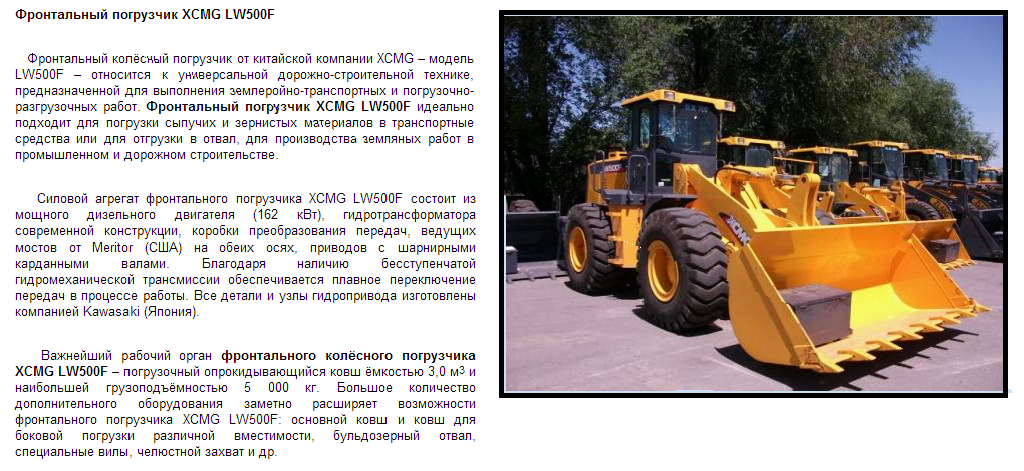 Фронтальный погрузчик XCMG LW500F
Фронтальный колёсный погрузчик от китайской компании XCMG – модель
LW500F – относится к универсальной дорожно-строительной технике,
предназначенной для выполнения землеройно-транспортных и погрузочно-
разгрузочных работ. Фронтальный погрузчик XCMG LW500F идеально
подходит для погрузки сыпучих и зернистых материалов в транспортные
средства или для отгрузки в отвал, для производства земляных работ в
промышленном и дорожном строительстве.
Силовой агрегат фронтального погрузчика XCMG LW500F состоит из
мощного дизельного двигателя (162 кВт), гидротрансформатора
современной конструкции, коробки преобразования передач, ведущих
мостов от Meritor (США) на обеих осях, приводов с шарнирными
карданными валами. Благодаря наличию бесступенчатой
гидромеханической трансмиссии обеспечивается плавное переключение
передач в процессе работы. Все детали и узлы гидропривода изготовлены
компанией Kawasaki (Япония).
Важнейший рабочий орган фронтального колёсного погрузчика
XCMG LW500F – погрузочный опрокидывающийся ковш ёмкостью 3,0 м³ и
наибольшей грузоподъёмностью 5 000 кг. Большое количество
дополнительного оборудования заметно расширяет возможности
фронтального погрузчика XCMG LW500F: основной ковш и ковш для
боковой погрузки различной вместимости, бульдозерный отвал,
специальные вилы, челюстной захват и др.
XCMG